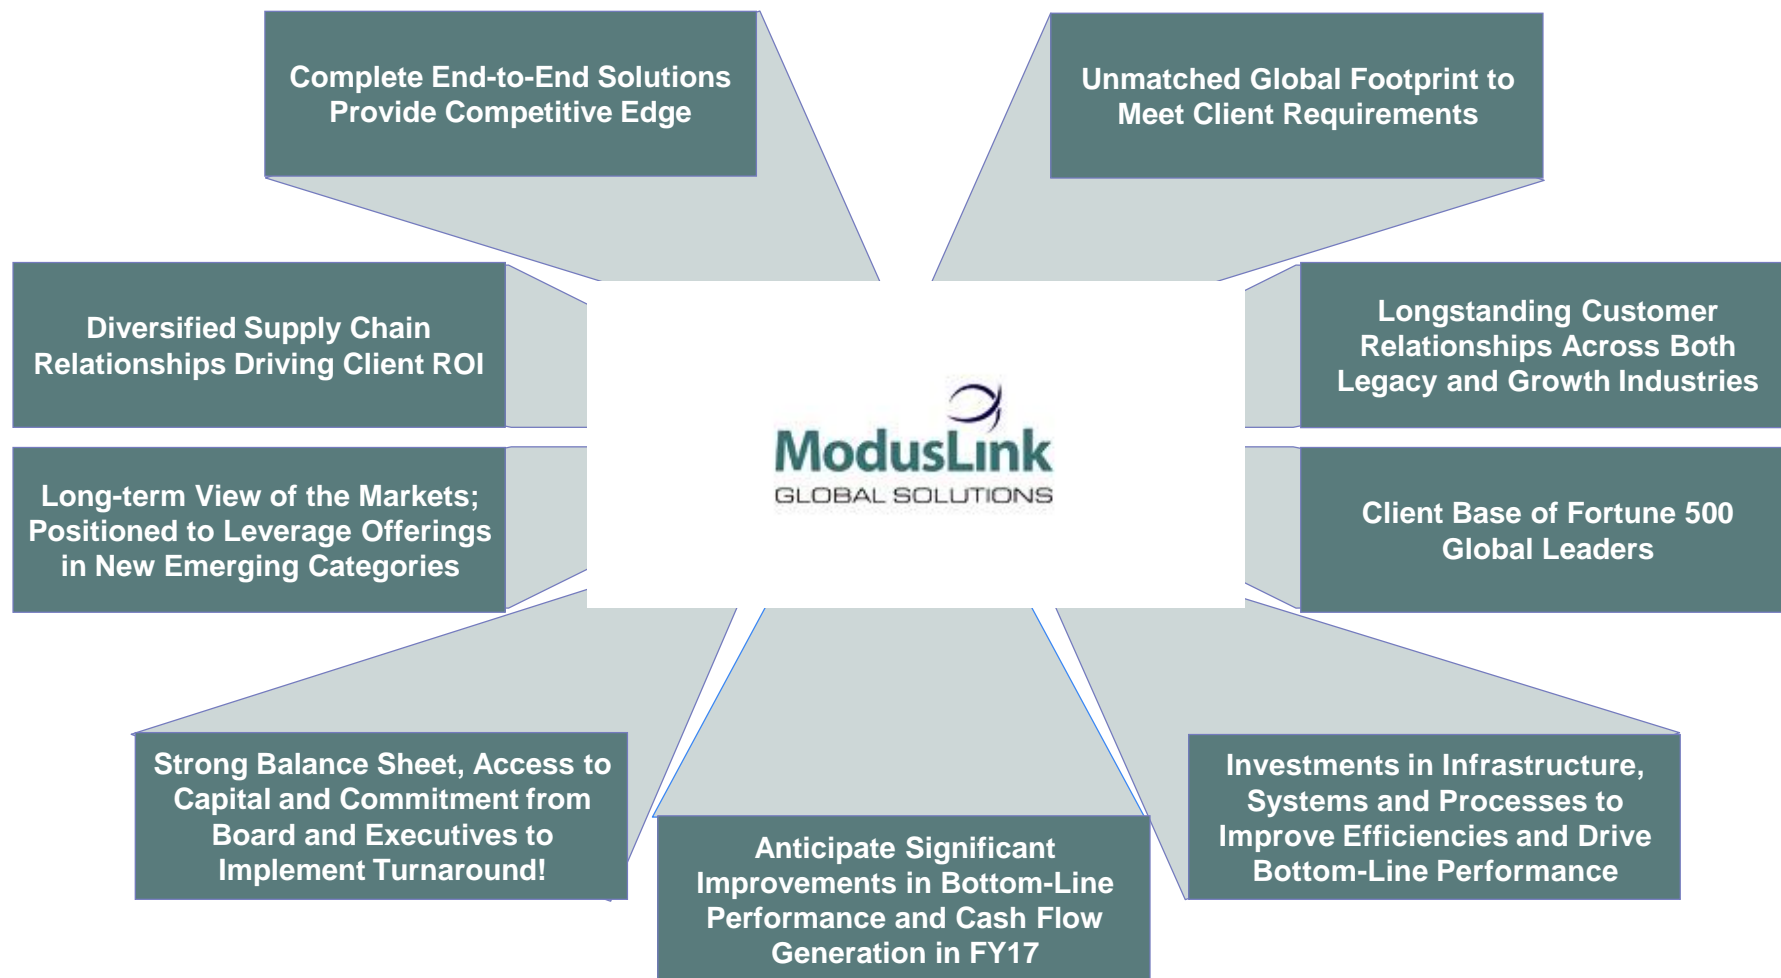 Complete End-to-End Solutions
Provide Competitive Edge
Unmatched Global Footprint to
Meet Client Requirements
Diversified Supply Chain
Relationships Driving Client ROI
Longstanding Customer
Relationships Across Both
Legacy and Growth Industries
ModusLink
GLOBAL SOLUTIONS
Long-term View of the Markets;
Positioned to Leverage Offerings
in New Emerging Categories
Client Base of Fortune 500
Global Leaders
Strong Balance Sheet, Access to
Capital and Commitment from
Board and Executives to
Implement Turnaround!
Anticipate Significant
Improvements in Bottom-Line
Performance and Cash Flow
Generation in FY17
Investments in Infrastructure,
Systems and Processes to
Improve Efficiencies and Drive
Bottom-Line Performance